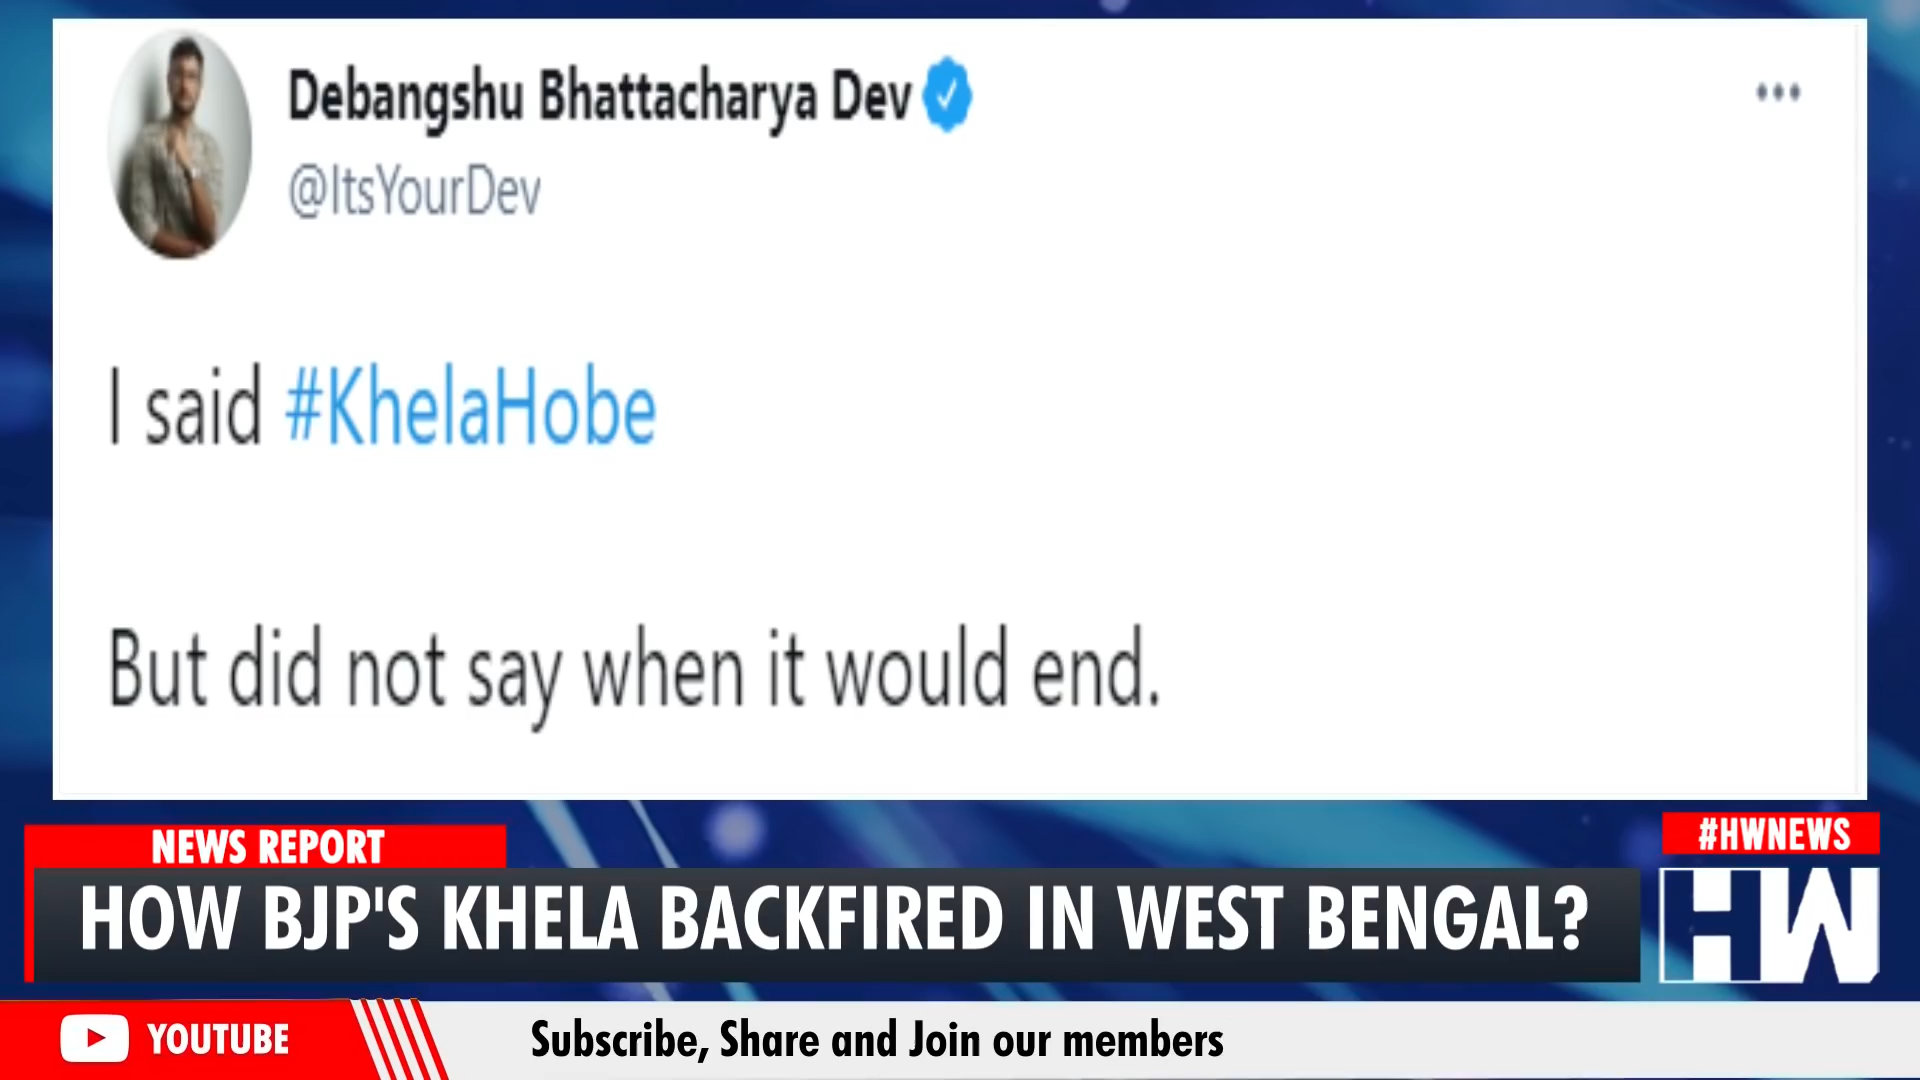 Debangshu Bhattacharya Dev
@ItsYourDev
I said #KhelaHobe
But did not say when it would end.
NEWS REPORT
#HWNEWS
HOW BJP'S KHELA BACKFIRED IN WEST BENGAL?
HW
YOUTUBE
Subscribe, Share and Join our members